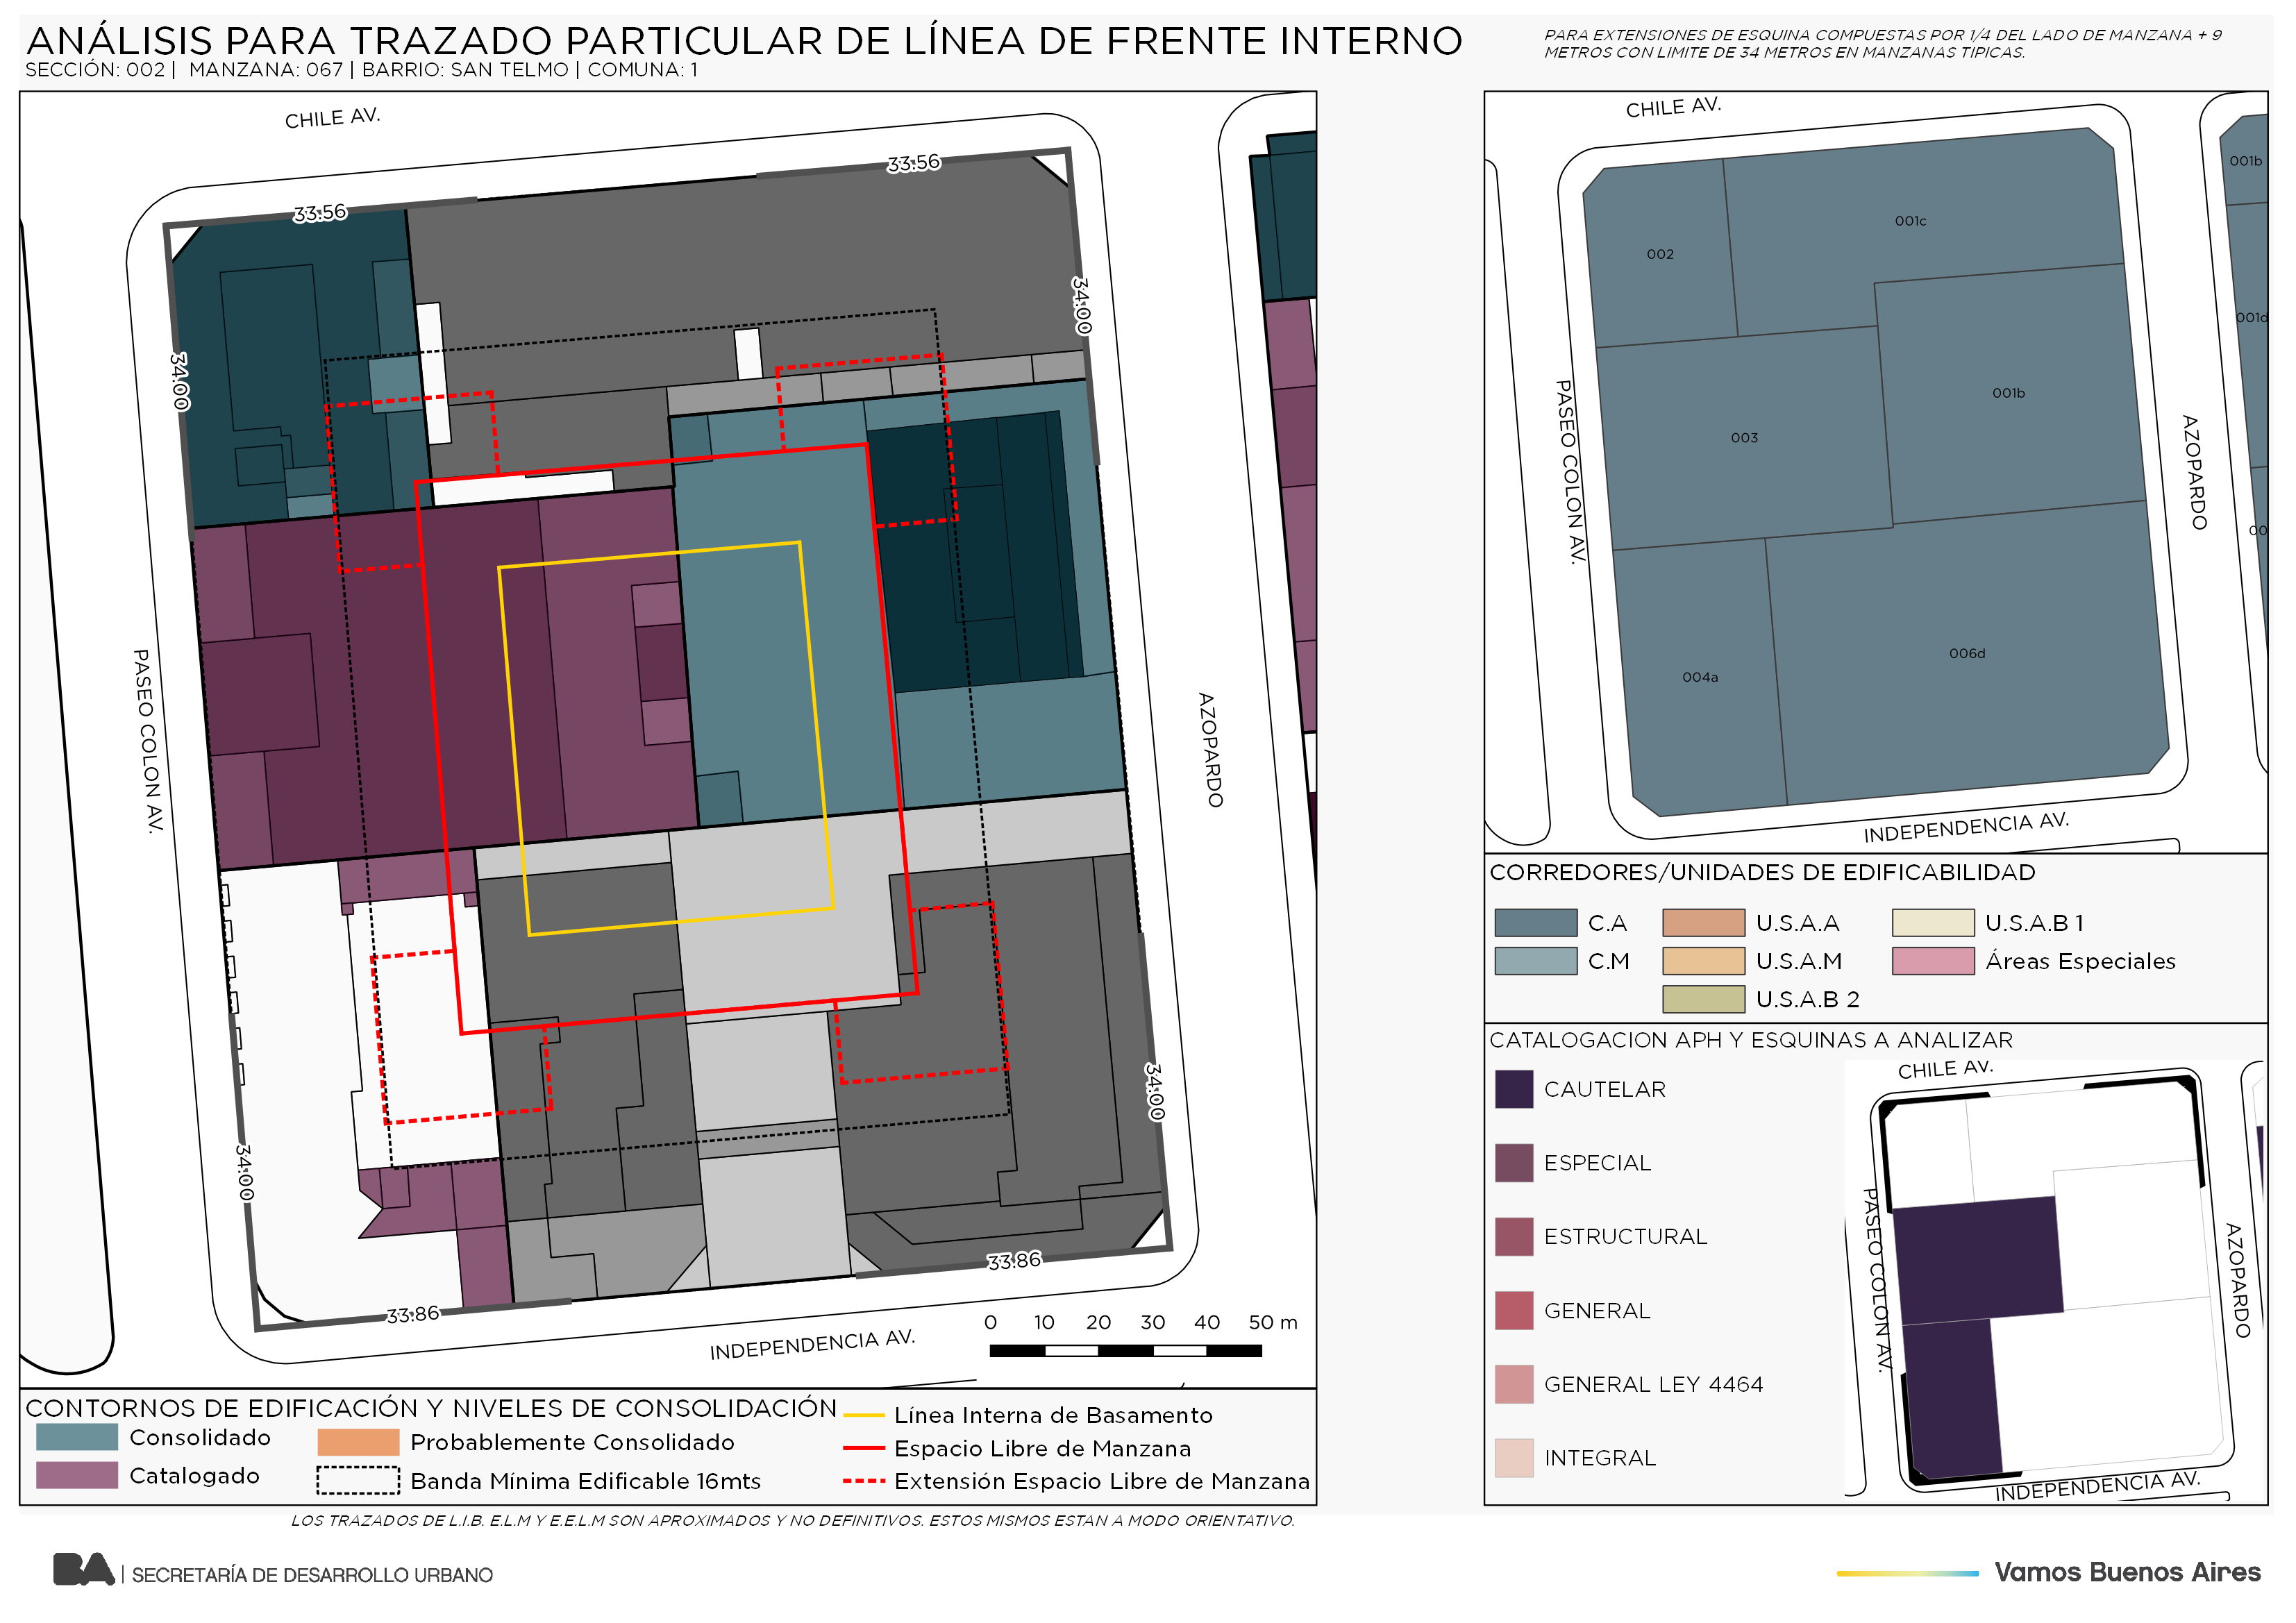 ANÁLISIS PARA TRAZADO PARTICULAR DE LÍNEA DE FRENTE INTERNO
SECCIÓN: 002 | MANZANA: 067 | BARRIO: SAN TELMO | COMUNA: 1
PARA EXTENSIONES DE ESQUINA COMPUESTAS POR 1/4 DEL LADO DE MANZANA + 9
METROS CON LIMITE DE 34 METROS EN MANZANAS TIPICAS.
CHILE AV.
33.56
33.56
34.00
34.00
PASEO COLON AV.
AZOPARDO
34.00
34.00
33.86
33.86
INDEPENDENCIA AV.
0 10 20 30 40 50 m
CHILE AV.
001b
001c
002
001d
001b
003
PASEO COLON AV.
AZOPARDO
00
006d
004a
INDEPENDENCIA AV.
CORREDORES/UNIDADES DE EDIFICABILIDAD
C.A
U.S.A.A
U.S.A.B 1
C.M
U.S.A.M
Áreas Especiales
U.S.A.B 2
CATALOGACION APH Y ESQUINAS A ANALIZAR
CAUTELAR
ESPECIAL
ESTRUCTURAL
GENERAL
GENERAL LEY 4464
INTEGRAL
CHILE AV.
PASEO COLON AV.
AZOPARDO
INDEPENDENCIA AV.
CONTORNOS DE EDIFICACIÓN Y NIVELES DE CONSOLIDACIÓN
Consolidado
Catalogado
Probablemente Consolidado
Banda Mínima Edificable 16mts
Línea Interna de Basamento
Espacio Libre de Manzana
Extensión Espacio Libre de Manzana
LOS TRAZADOS DE L.I.B. E.L.M Y E.E.L.M SON APROXIMADOS Y NO DEFINITIVOS. ESTOS MISMOS ESTAN A MODO ORIENTATIVO.
BA | SECRETARÍA DE DESARROLLO URBANO
Vamos Buenos Aires